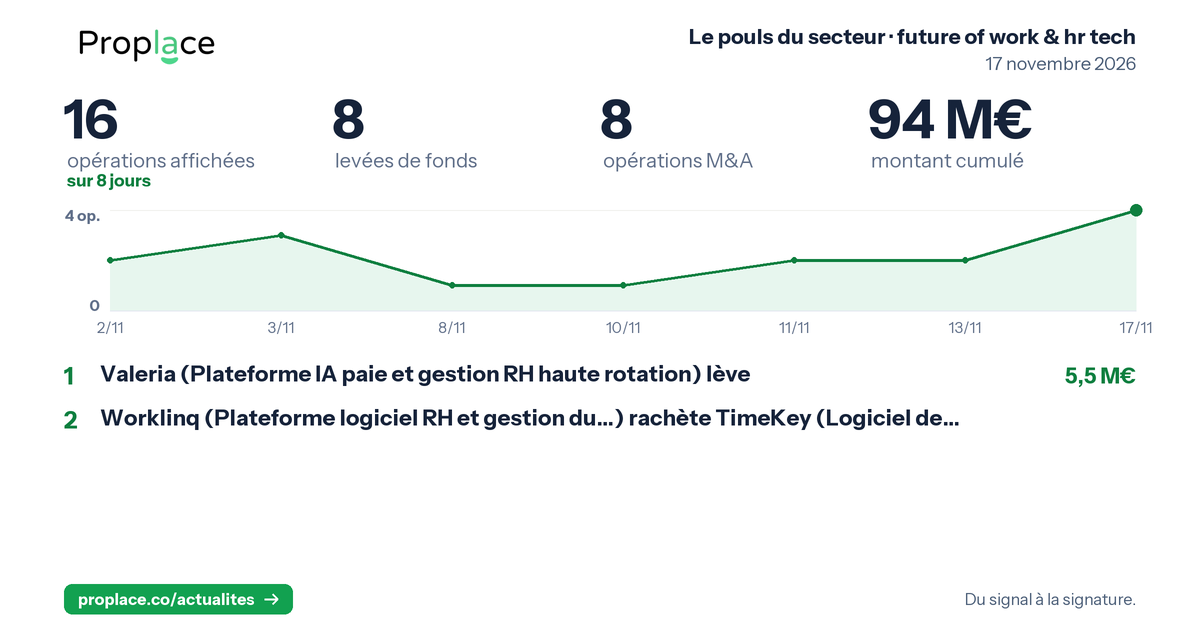 Proplace
Le pouls du secteur · future of work & hr tech
17 novembre 2026
16
opérations affichées
sur 8 jours
8
levées de fonds
8
opérations M&A
94 M€
montant cumulé
4 op.
0
2/11
3/11
8/11
10/11
11/11
13/11
17/11
1 Valeria (Plateforme IA paie et gestion RH haute rotation) lève 5,5 M€
2 Worklinq (Plateforme logiciel RH et gestion du...) rachète TimeKey (Logiciel de...
proplace.co/actualites →
Du signal à la signature.